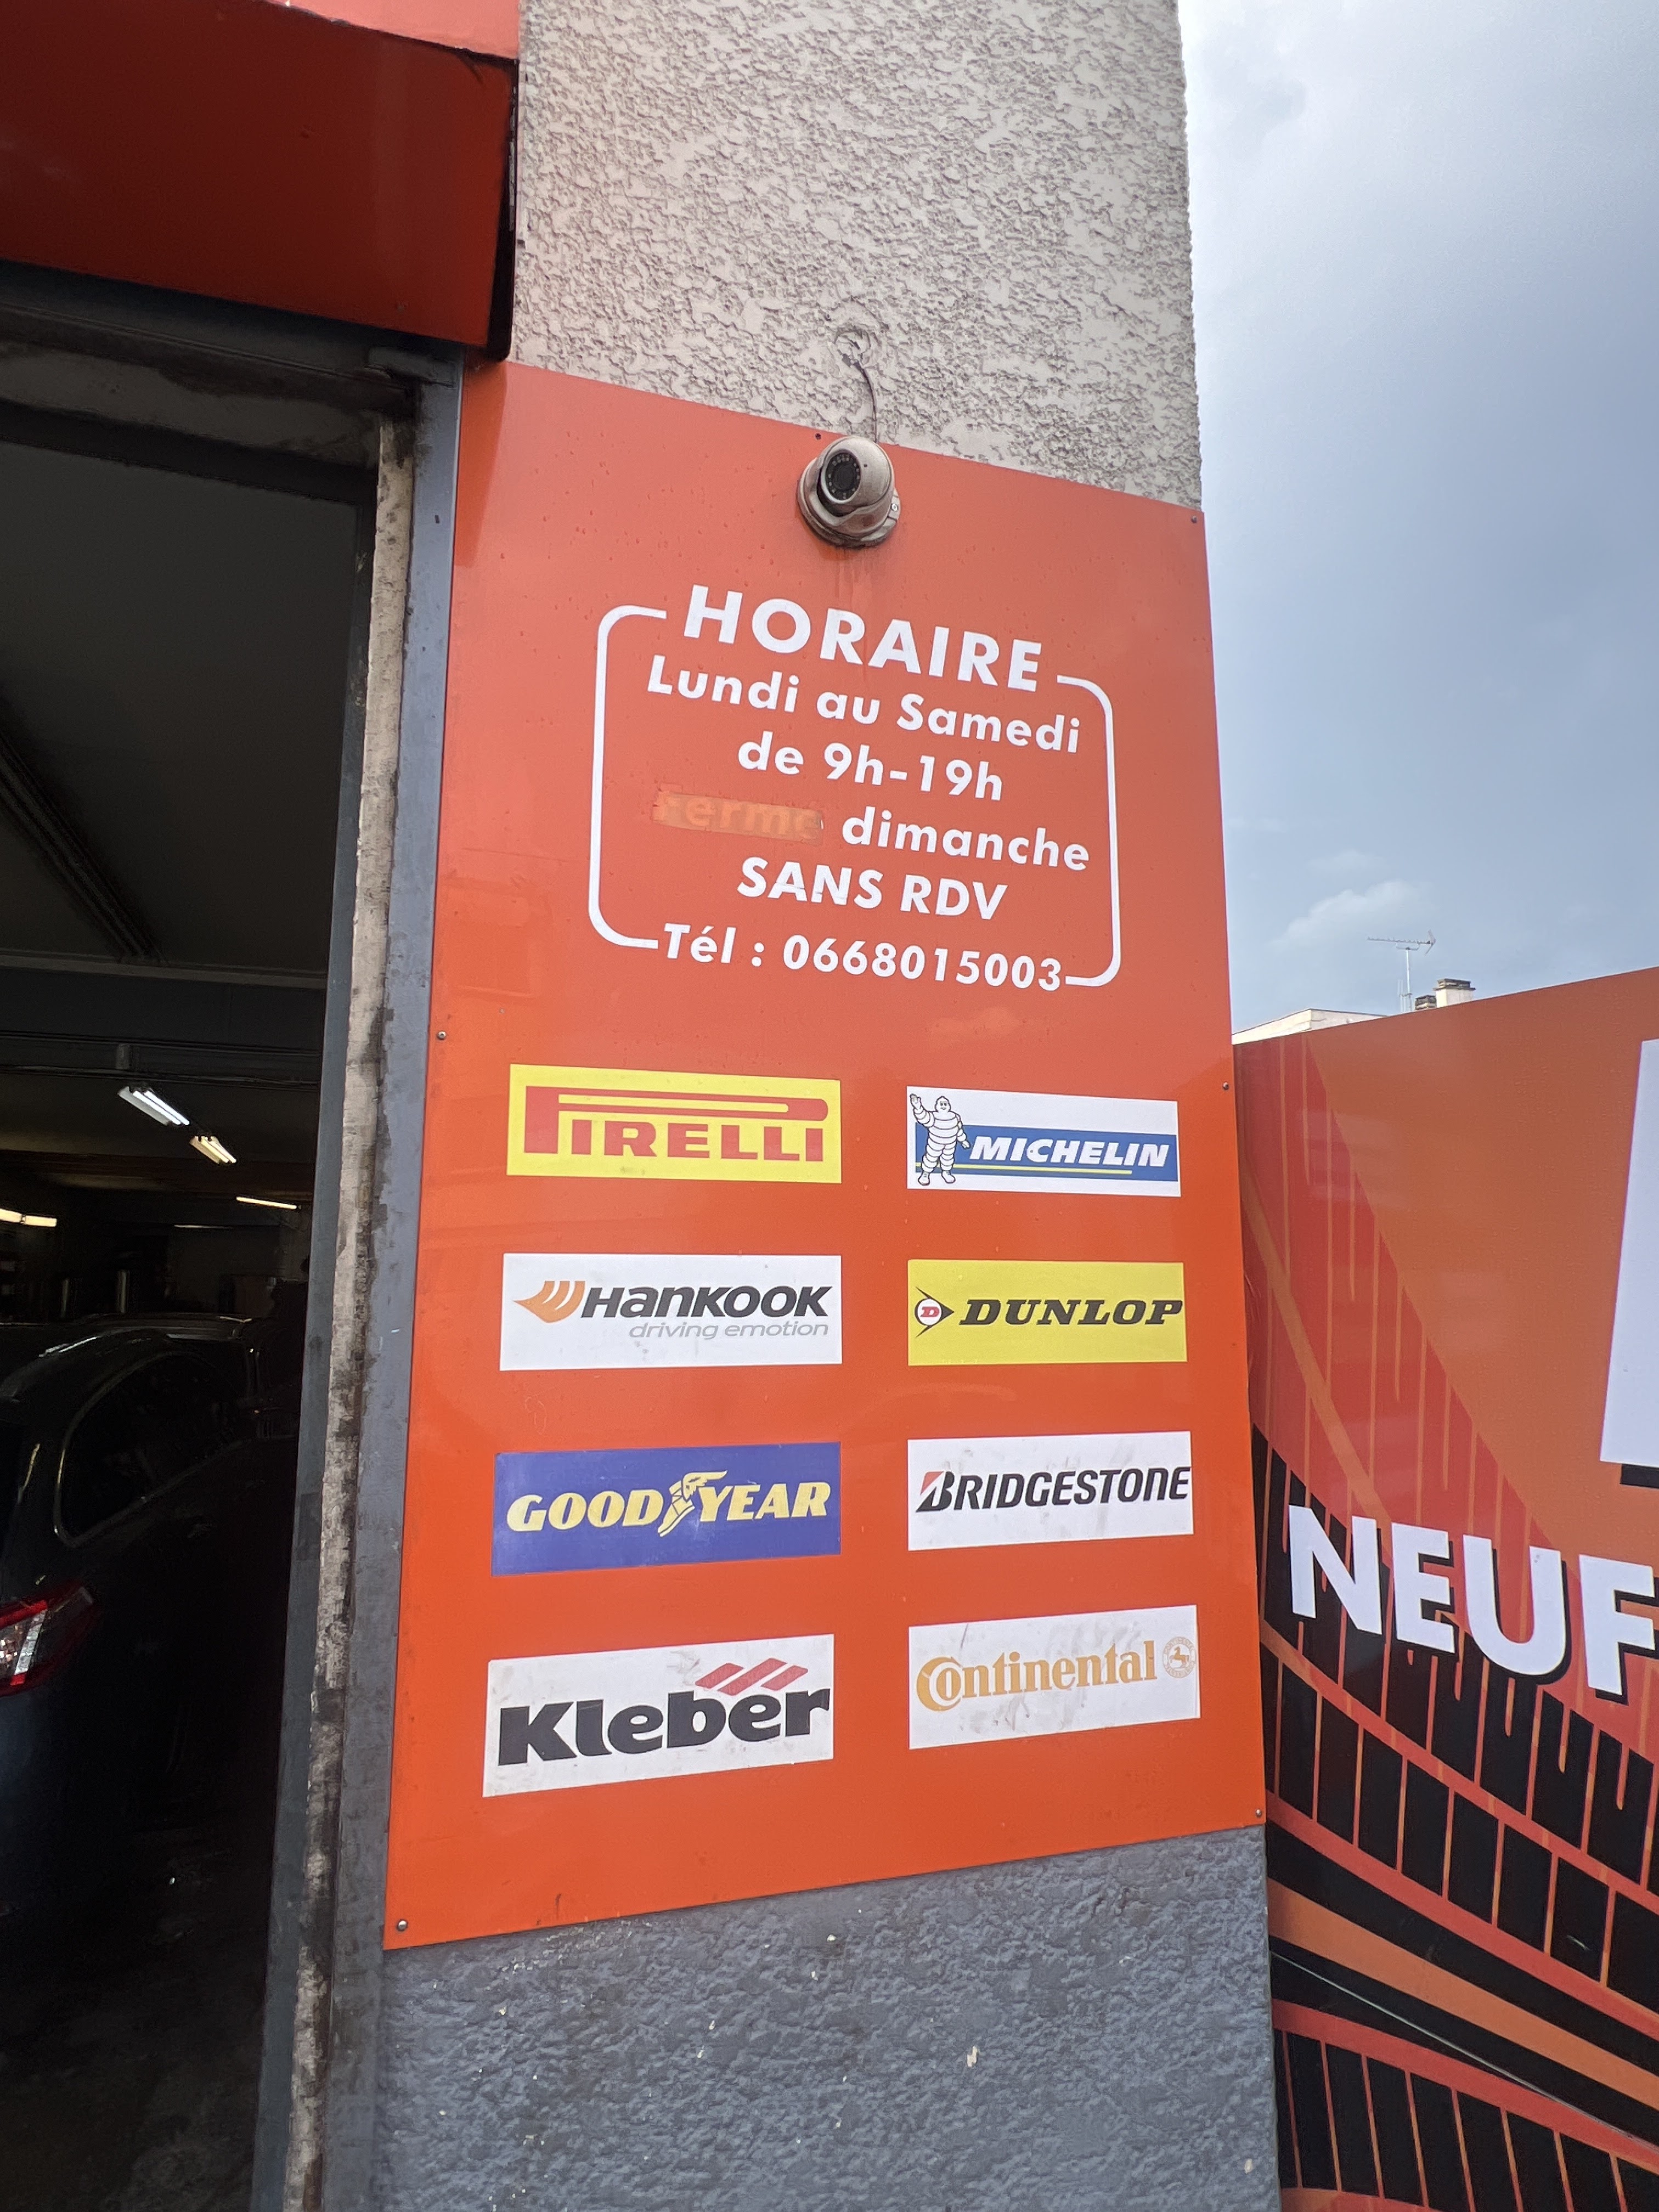 HORAIRE
Lundi au Samedi
de 9h-19h
Fermé dimanche
SANS RDV
Tél : 0668015003
PIRELLI
MICHELIN
HANKOOK
driving emotion
D DUNLOP
GOODYEAR
BRIDGESTONE
Kleber
Continental
NEUF